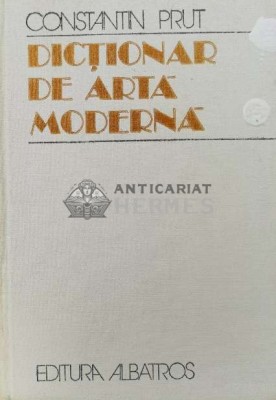 CONSTANTIN PRUT
DICȚIONAR
DE ARTĂ
MODERNĂ
ANTICARIAT
HERMES
EDITURA ALBATROS